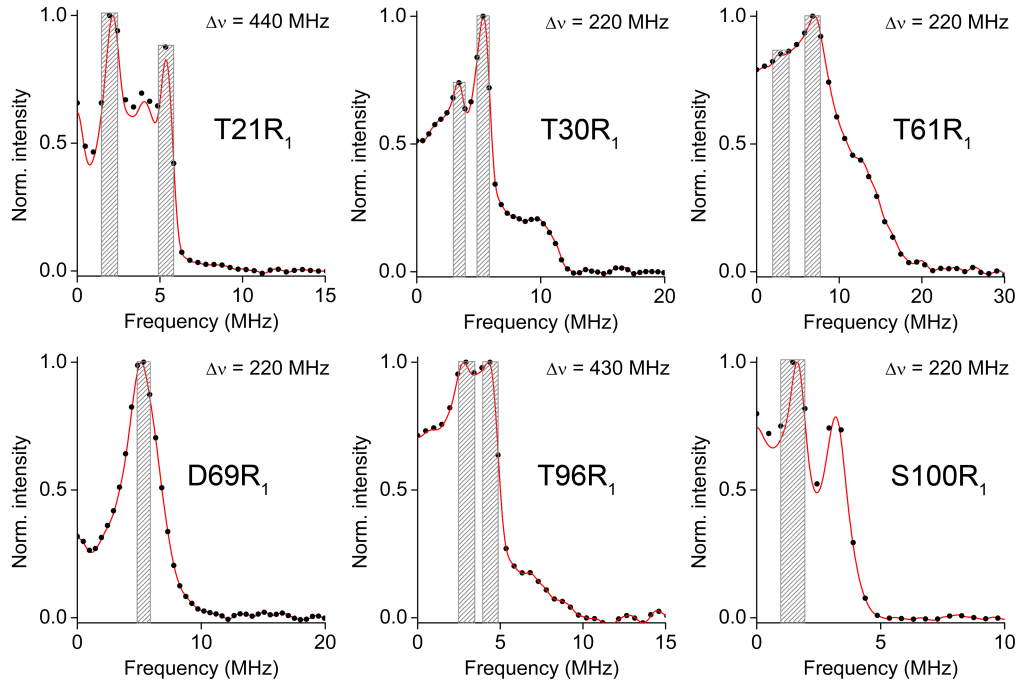 Δν = 440 MHz
T21R1
Norm. intensity
1.0
0.5
0.0
0
5
10
15
Frequency (MHz)
Δν = 220 MHz
T30R1
Norm. intensity
1.0
0.5
0.0
0
10
20
Frequency (MHz)
Δν = 220 MHz
T61R1
Norm. intensity
1.0
0.5
0.0
0
10
20
30
Frequency (MHz)
Δν = 220 MHz
D69R1
Norm. intensity
1.0
0.5
0.0
0
10
20
Frequency (MHz)
Δν = 430 MHz
T96R1
Norm. intensity
1.0
0.5
0.0
0
5
10
15
Frequency (MHz)
Δν = 220 MHz
S100R1
Norm. intensity
1.0
0.5
0.0
0
5
10
Frequency (MHz)